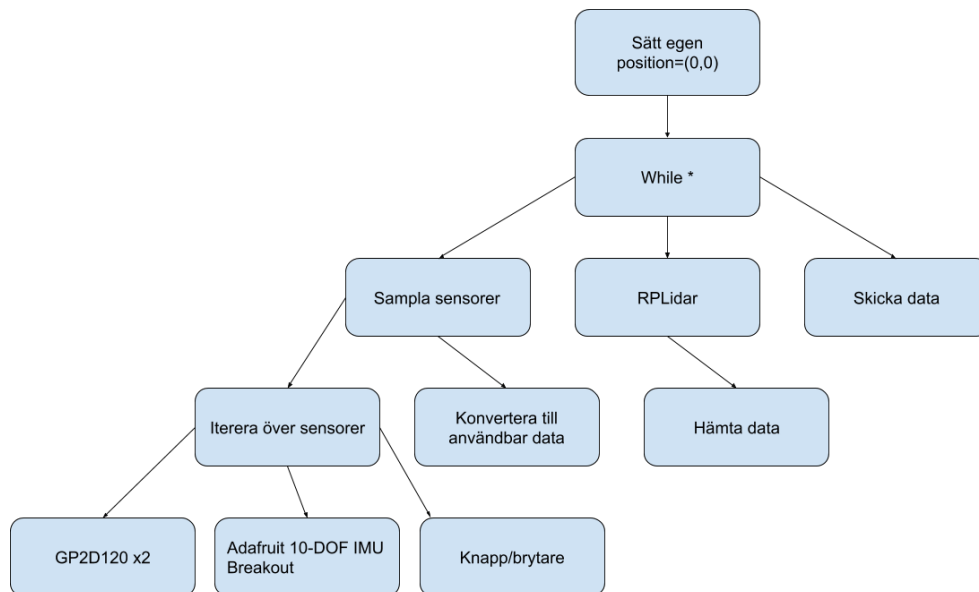 Sätt egen
position=(0,0)
While *
Sampla sensorer
RPLidar
Skicka data
Iterera över sensorer
Konvertera till
användbar data
Hämta data
GP2D120 x2
Adafruit 10-DOF IMU
Breakout
Knapp/brytare